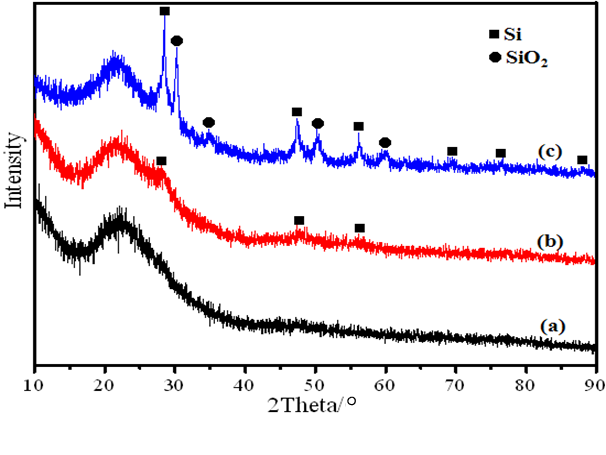 ■ Si
● SiO₂
Intensity
(c)
(b)
(a)
10 20 30 40 50 60 70 80 90
2Theta/°